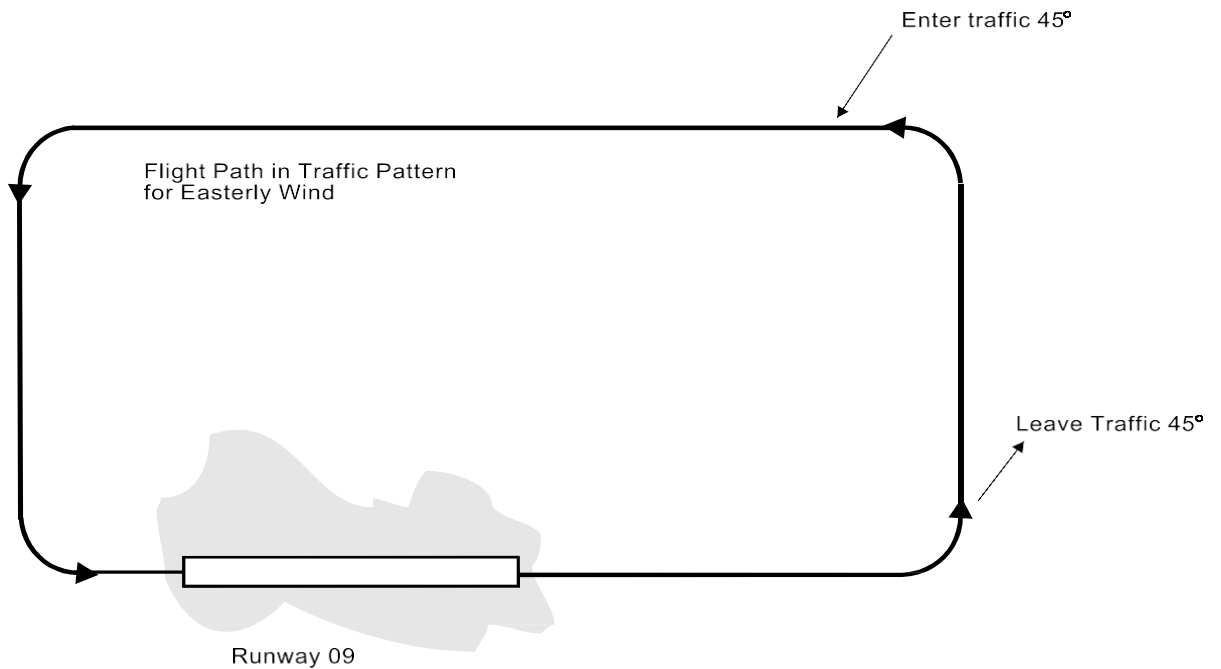 Enter traffic 45°
Flight Path in Traffic Pattern
for Easterly Wind
Leave Traffic 45°
Runway 09